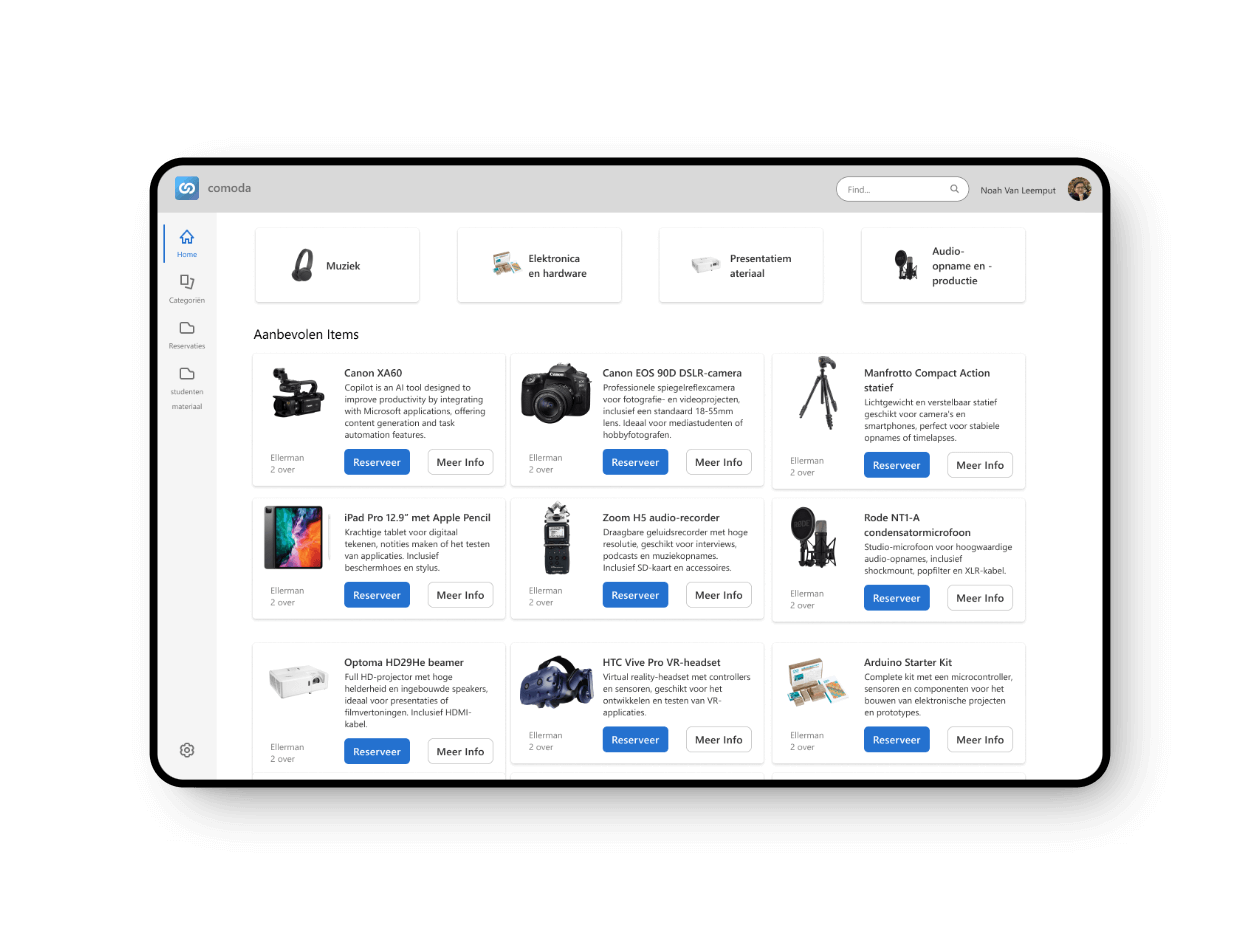 comoda
Find...
Noah Van Leemput
Home
Categoriën
Reservaties
studenten
materiaal
Muziek
Elektronica
en hardware
Presentatiem
ateriaal
Audio-
opname en -
productie
Aanbevolen Items
Canon XA60
Copilot is an AI tool designed to
improve productivity by integrating
with Microsoft applications, offering
content generation and task
automation features.
Ellerman
2 over
Reserveer
Meer Info
Canon EOS 90D DSLR-camera
Professionele spiegelreflexcamera
voor fotografie- en videoprojecten,
inclusief een standaard 18-55mm
lens. Ideaal voor mediastudenten of
hobbyfotografen.
Ellerman
2 over
Reserveer
Meer Info
Manfrotto Compact Action
statief
Lichtgewicht en verstelbaar statief
geschikt voor camera's en
smartphones, perfect voor stabiele
opnames of timelapses.
Ellerman
2 over
Reserveer
Meer Info
iPad Pro 12.9" met Apple Pencil
Krachtige tablet voor digitaal
tekenen, notities maken of het testen
van applicaties. Inclusief
beschermhoes en stylus.
Ellerman
2 over
Reserveer
Meer Info
Zoom H5 audio-recorder
Draagbare geluidsrecorder met hoge
resolutie, geschikt voor interviews,
podcasts en muziekopnames.
Inclusief SD-kaart en accessoires.
Ellerman
2 over
Reserveer
Meer Info
Rode NT1-A
condensatormicrofoon
Studio-microfoon voor hoogwaardige
audio-opnames, inclusief
shockmount, popfilter en XLR-kabel.
Ellerman
2 over
Reserveer
Meer Info
Optoma HD29He beamer
Full HD-projector met hoge
helderheid en ingebouwde speakers,
ideaal voor presentaties of
filmvertoningen. Inclusief HDMI-
kabel.
Ellerman
2 over
Reserveer
Meer Info
HTC Vive Pro VR-headset
Virtual reality-headset met controllers
en sensoren, geschikt voor het
ontwikkelen en testen van VR-
applicaties.
Ellerman
2 over
Reserveer
Meer Info
Arduino Starter Kit
Complete kit met een microcontroller,
sensoren en componenten voor het
bouwen van elektronische projecten
en prototypes.
Ellerman
2 over
Reserveer
Meer Info